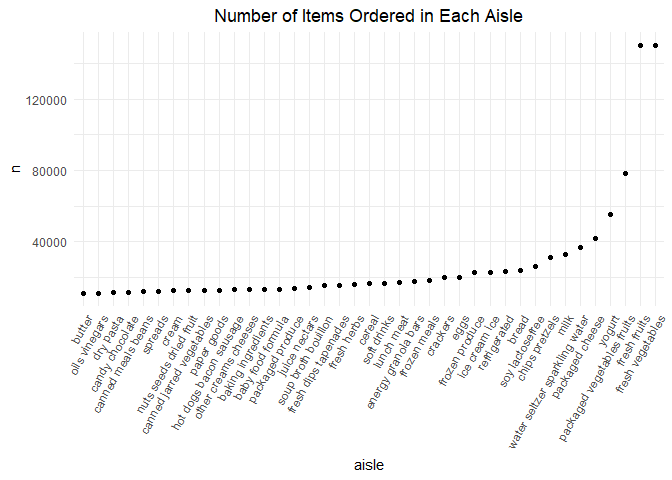 Number of Items Ordered in Each Aisle
120000
80000
40000
n
butter
oils vinegars
dry pasta
candy chocolate
canned meals beans
spreads
cream
nuts seeds dried fruit
canned jarred vegetables
paper goods
hot dogs bacon sausage
other creams cheeses
baking ingredients
baby food formula
packaged produce
juice nectars
soup broth bouillon
fresh dips tapenades
fresh herbs
cereal
soft drinks
lunch meat
energy granola bars
frozen meals
crackers
eggs
frozen produce
ice cream ice
refrigerated
bread
soy lactosefree
chips pretzels
milk
water seltzer sparkling water
packaged cheese
yogurt
packaged vegetables fruits
fresh fruits
fresh vegetables
aisle